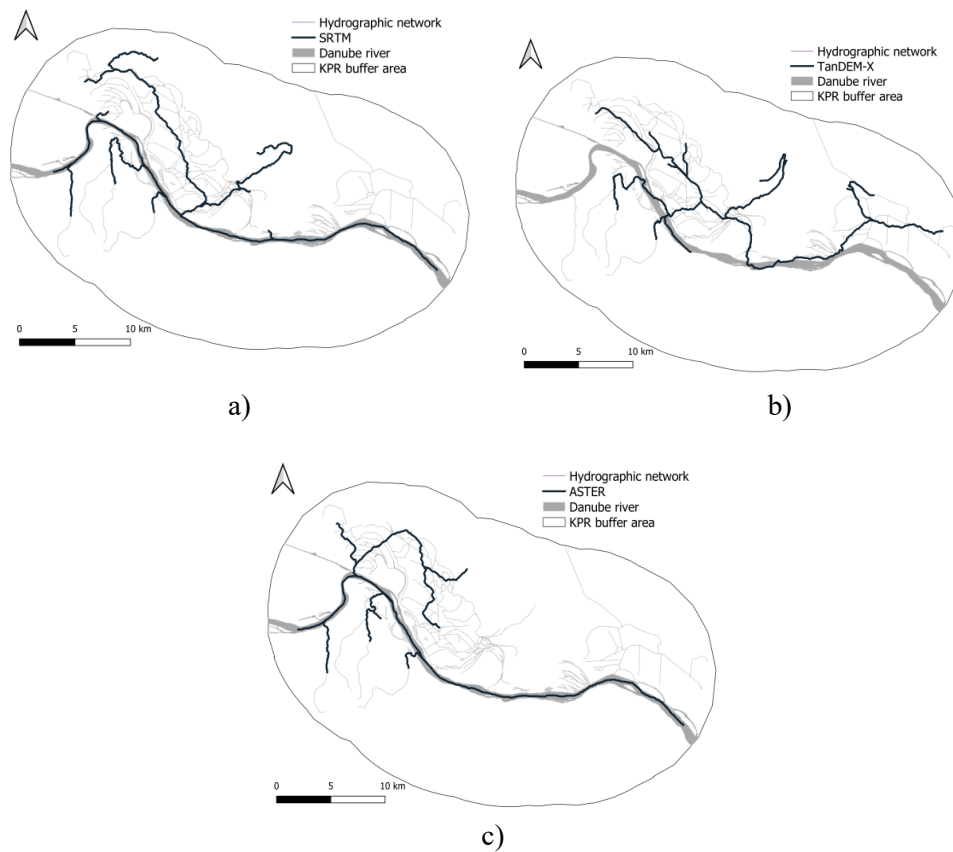 Hydrographic network
SRTM
Danube river
KPR buffer area
0 5 10 km
a)
Hydrographic network
TanDEM-X
Danube river
KPR buffer area
0 5 10 km
b)
Hydrographic network
ASTER
Danube river
KPR buffer area
0 5 10 km
c)